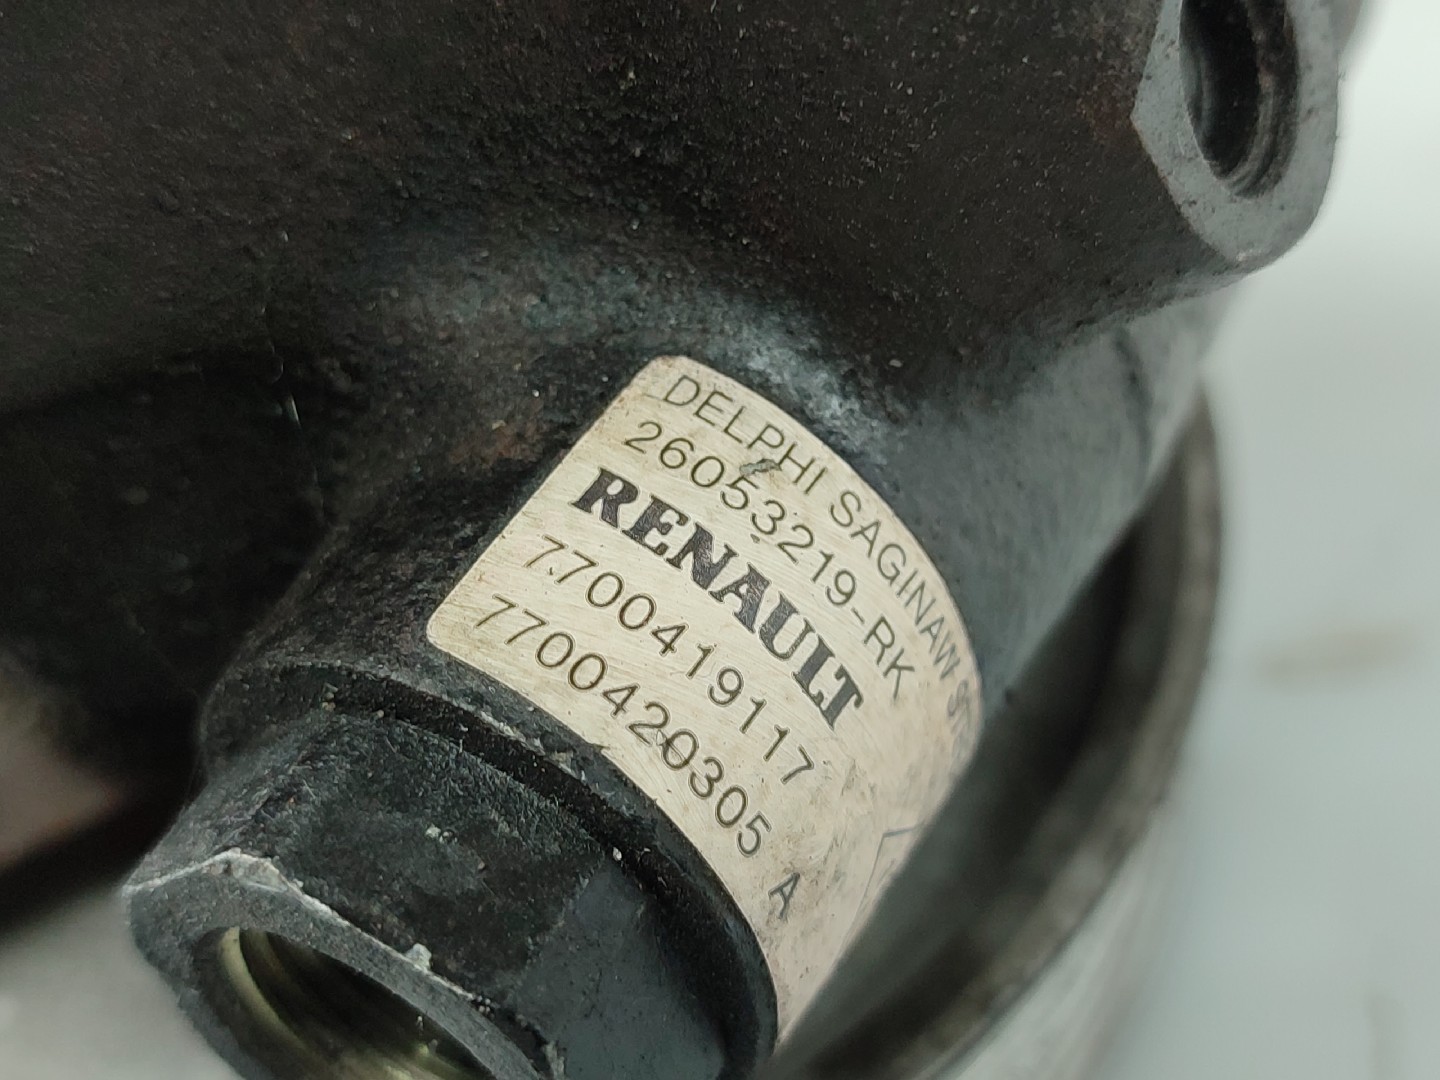 DELPHI SAGINAW
26053219-RK
RENAULT
7700419117
7700420305
A